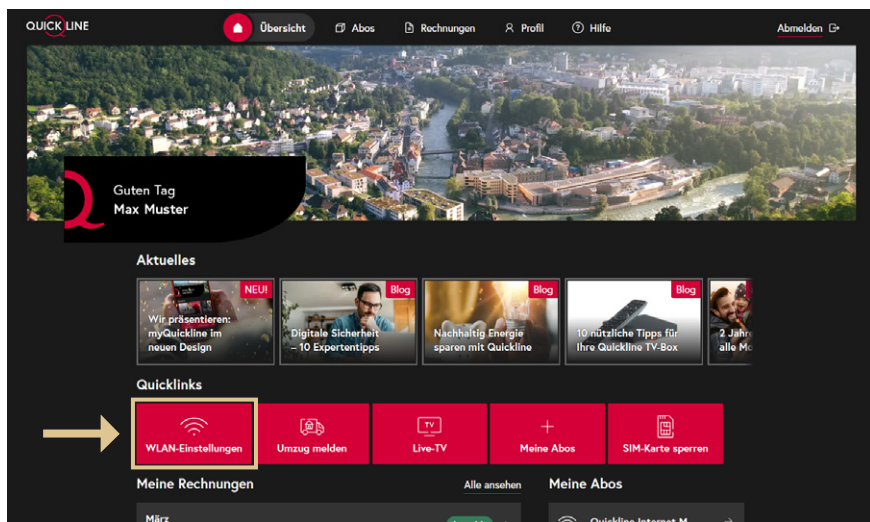 QUICKLINE
Übersicht
Abos
Rechnungen
Profil
Hilfe
Abmelden
Guten Tag
Max Muster
Aktuelles
NEU!
Wir präsentieren:
myQuickline im
neuen Design
Blog
Digitale Sicherheit
– 10 Expertentipps
Blog
Nachhaltig Energie
sparen mit Quickline
Blog
10 nützliche Tipps für
Ihre Quickline TV-Box
2
alle
Quicklinks
WLAN-Einstellungen
Umzug melden
TV
Live-TV
Meine Abos
SIM-Karte sperren
Meine Rechnungen
Alle ansehen
Meine Abos
März
Quickline Internet M